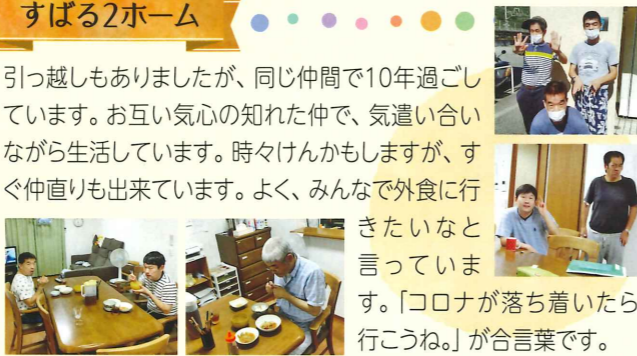 すばる2ホーム
引っ越しもありましたが、同じ仲間で10年過ごし
ています。お互い気心の知れた仲で、気遣い合い
ながら生活しています。時々けんかもしますが、す
ぐ仲直りも出来ています。よく、みんなで外食に行
きたいなと
言っていま
す。「コロナが落ち着いたら
行こうね。」が合言葉です。